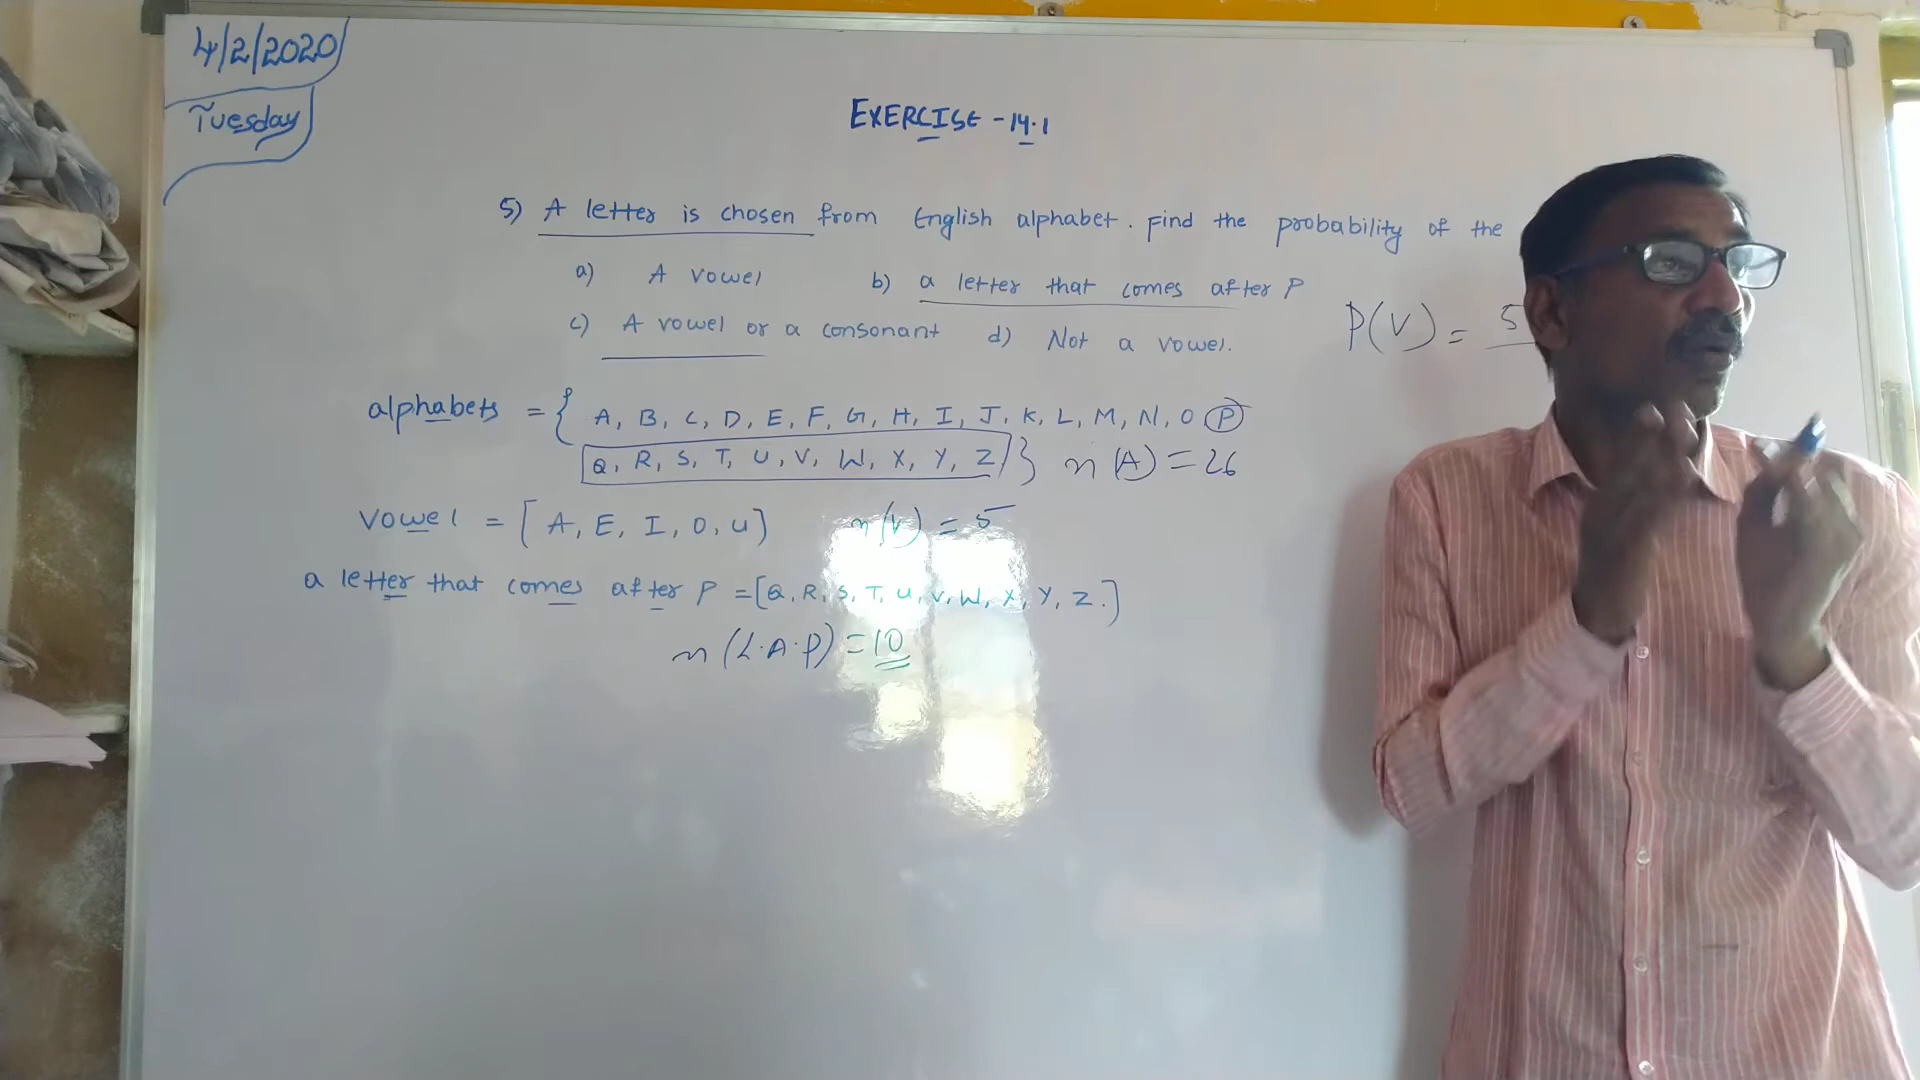 4/2/2020
Tuesday
EXERCISE - 14.1
5) A letter is chosen from English alphabet. Find the probability of the
a) A vowel b) a letter that comes after P
c) A vowel or a consonant d) Not a vowel.
P(V) = 5
alphabets = { A, B, C, D, E, F, G, H, I, J, K, L, M, N, O P
Q, R, S, T, U, V, W, X, Y, Z } n(A) = 26
vowel = [ A, E, I, O, U ] n(V) = 5
a letter that comes after P = [Q, R, S, T, U, V, W, X, Y, Z.]
n(L.A.P) = 10